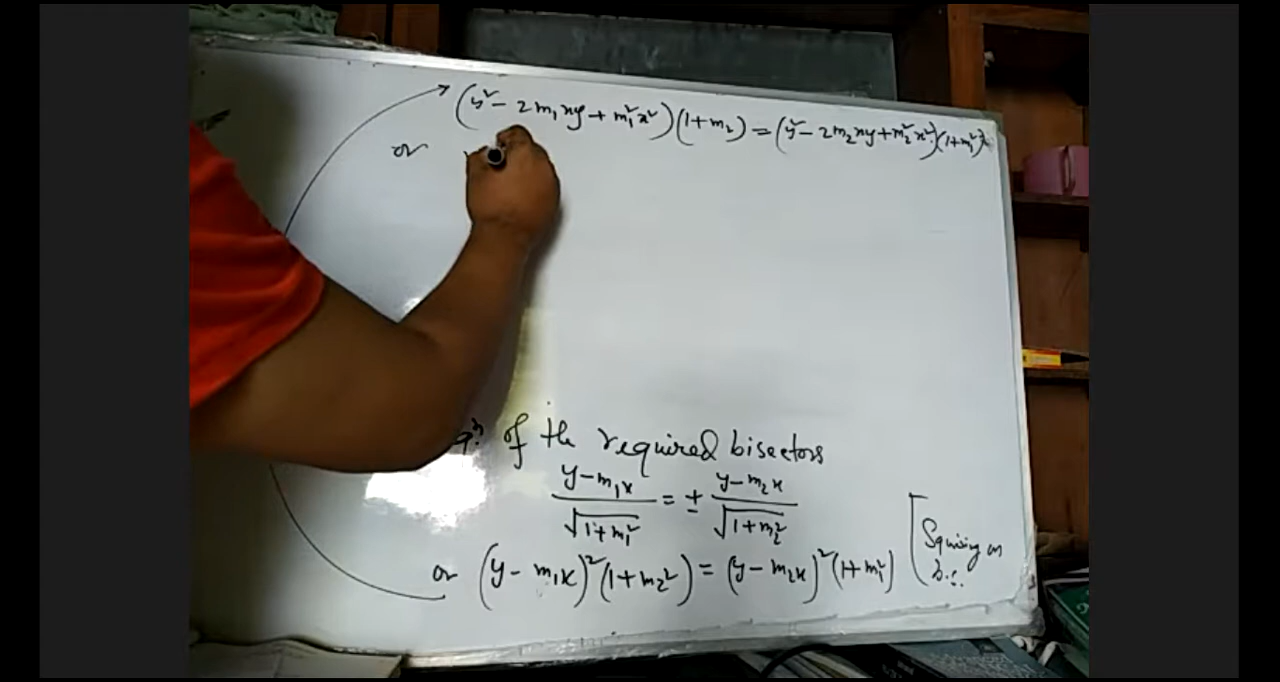 (y² - 2m₁xy + m₁²x²)(1+m₂) = (y² - 2m₂xy + m₂²x²)(1+m₁²)
or
of the required bisectors
y-m₁x / √1+m₁² = ± y-m₂x / √1+m₂²
or (y - m₁x)²(1+m₂²) = (y - m₂x)²(1+m₁²) [Squaring on
b.s.